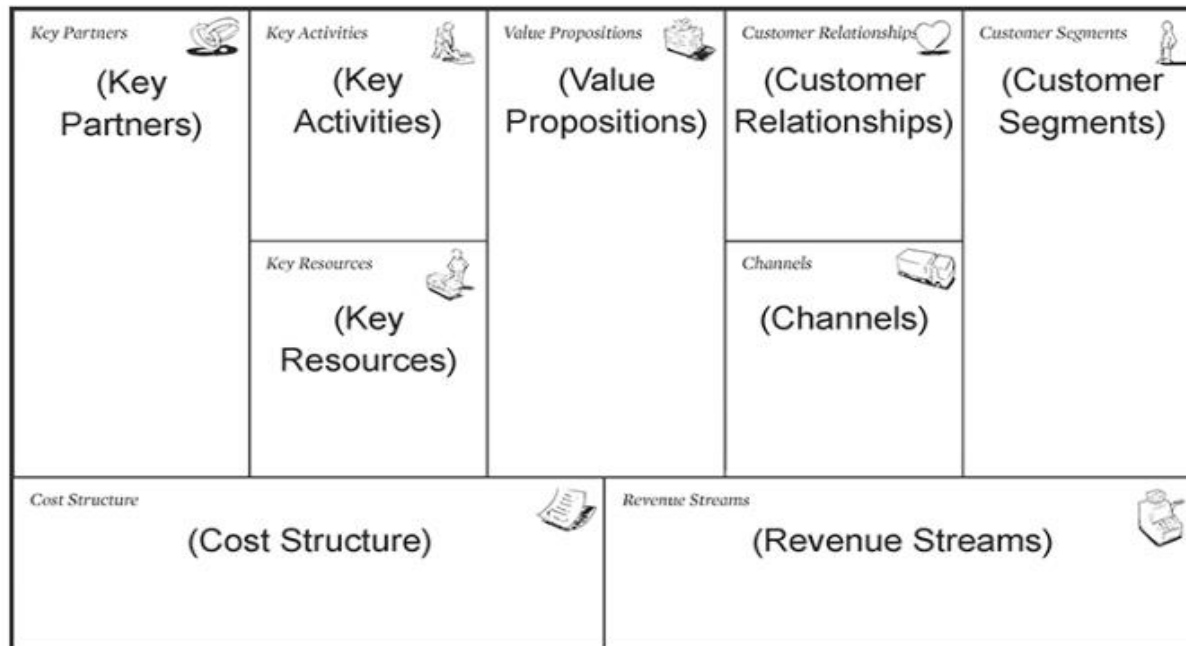 Key Partners
(Key
Partners)
Key Activities
(Key
Activities)
Key Resources
(Key
Resources)
Value Propositions
(Value
Propositions)
Customer Relationships
(Customer
Relationships)
Channels
(Channels)
Customer Segments
(Customer
Segments)
Cost Structure
(Cost Structure)
Revenue Streams
(Revenue Streams)